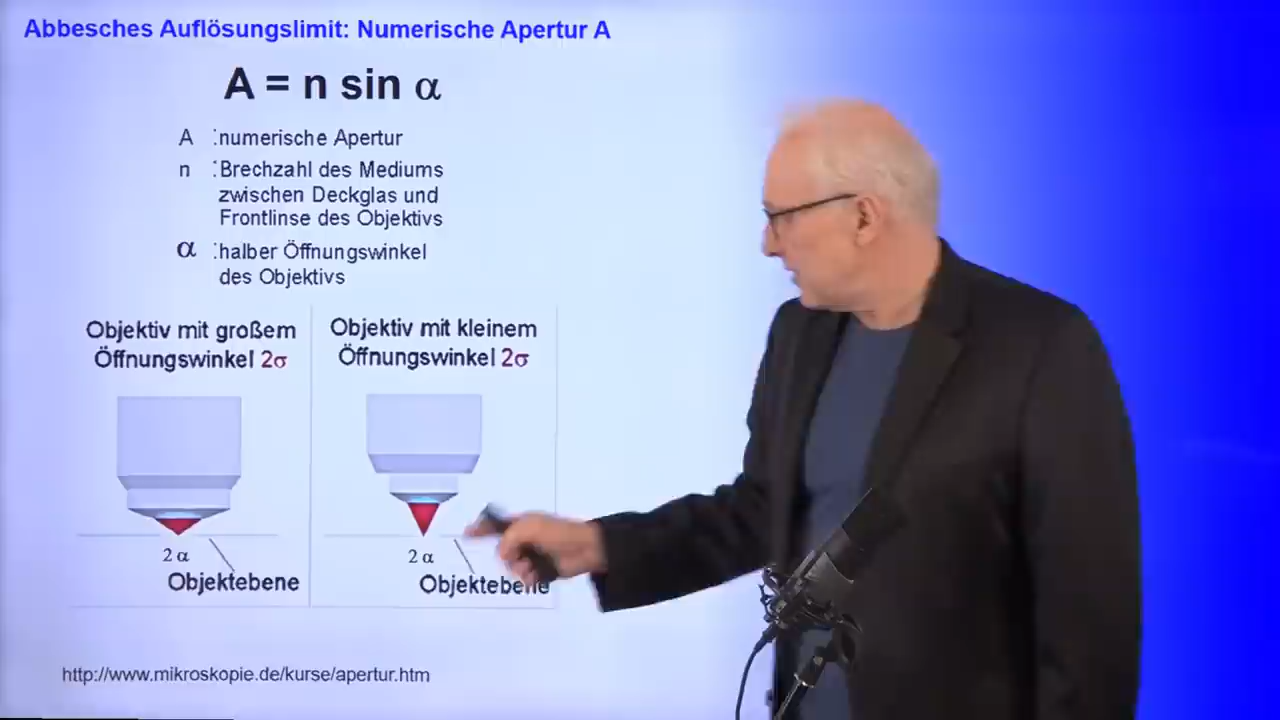 Abbesches Auflösungslimit: Numerische Apertur A
A = n sin α
A :numerische Apertur
n :Brechzahl des Mediums
zwischen Deckglas und
Frontlinse des Objektivs
α :halber Öffnungswinkel
des Objektivs
Objektiv mit großem
Öffnungswinkel 2σ
2 α
Objektebene
Objektiv mit kleinem
Öffnungswinkel 2σ
2 α
Objektebene
http://www.mikroskopie.de/kurse/apertur.htm